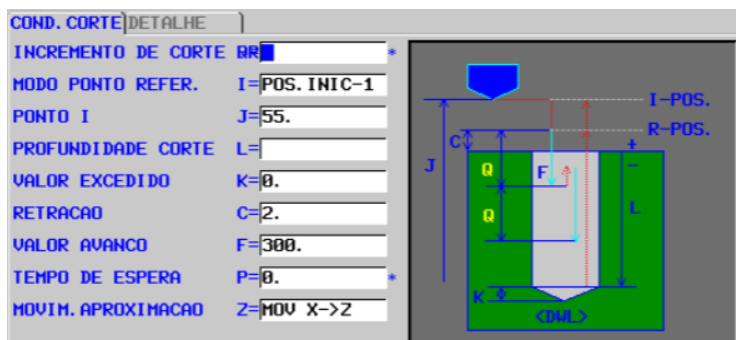 COND. CORTE DETALHE
INCREMENTO DE CORTE QR *
MODO PONTO REFER. I=POS.INIC-1
PONTO I J=55.
PROFUNDIDADE CORTE L=
VALOR EXCEDIDO K=0.
RETRACAO C=2.
VALOR AVANCO F=300.
TEMPO DE ESPERA P=0. *
MOVIM.APROXIMACAO Z=MOV X->Z
I-POS.
R-POS.
C
+
J
Q
F
-
Q
L
K
<DWL>